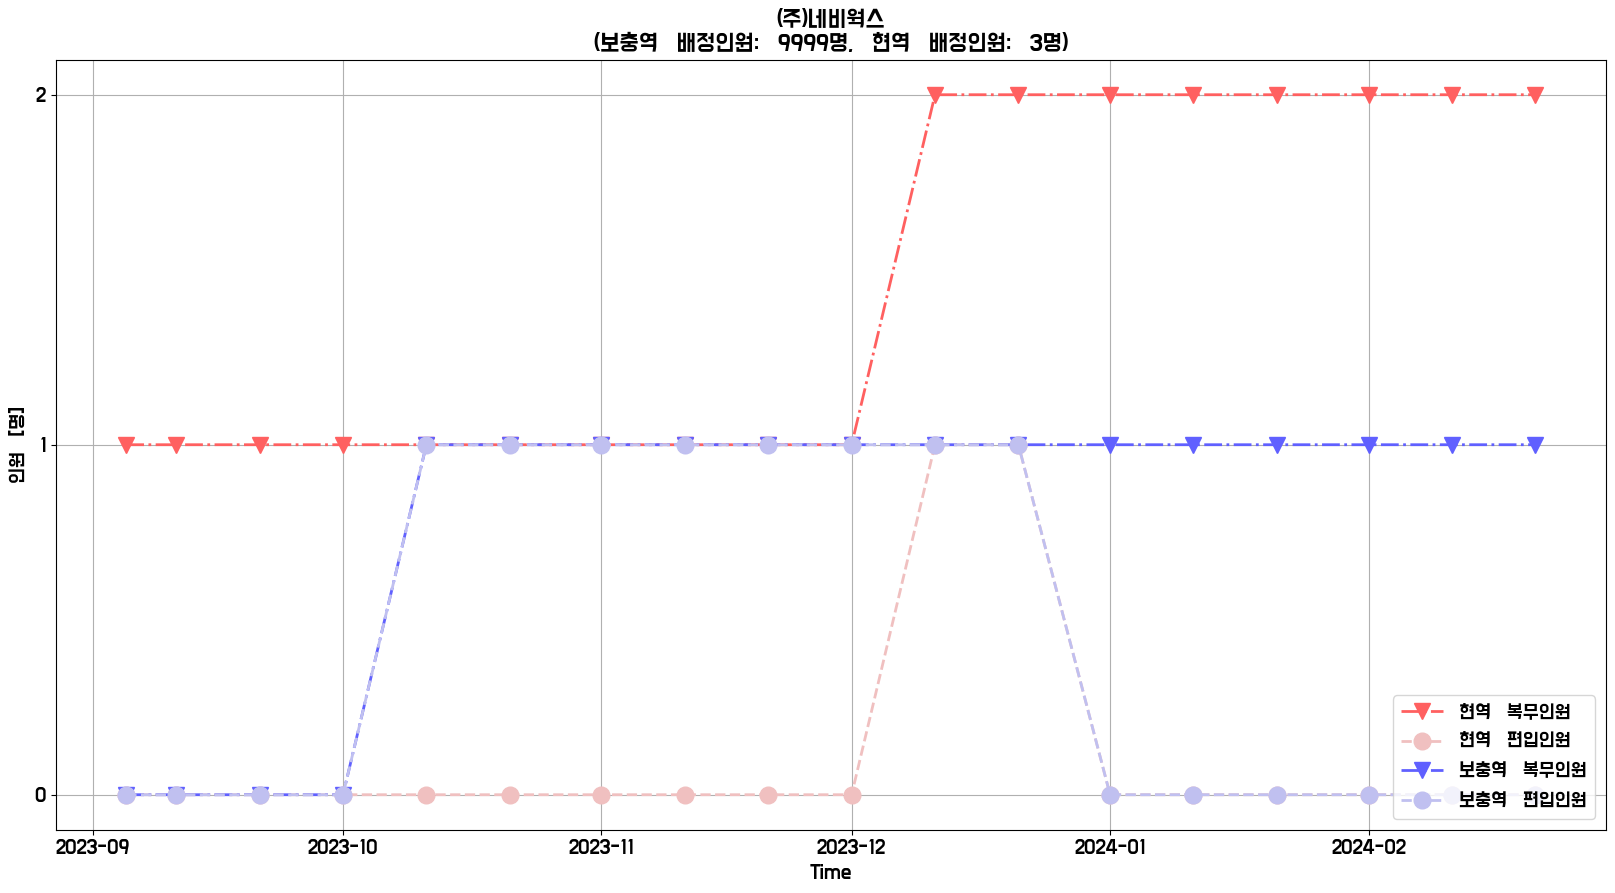 (주)네비웍스
(보충역 배정인원: 9999명, 현역 배정인원: 3명)
인원 [명]
2
1
0
현역 복무인원
현역 편입인원
보충역 복무인원
보충역 편입인원
2023-09 2023-10 2023-11 2023-12 2024-01 2024-02
Time